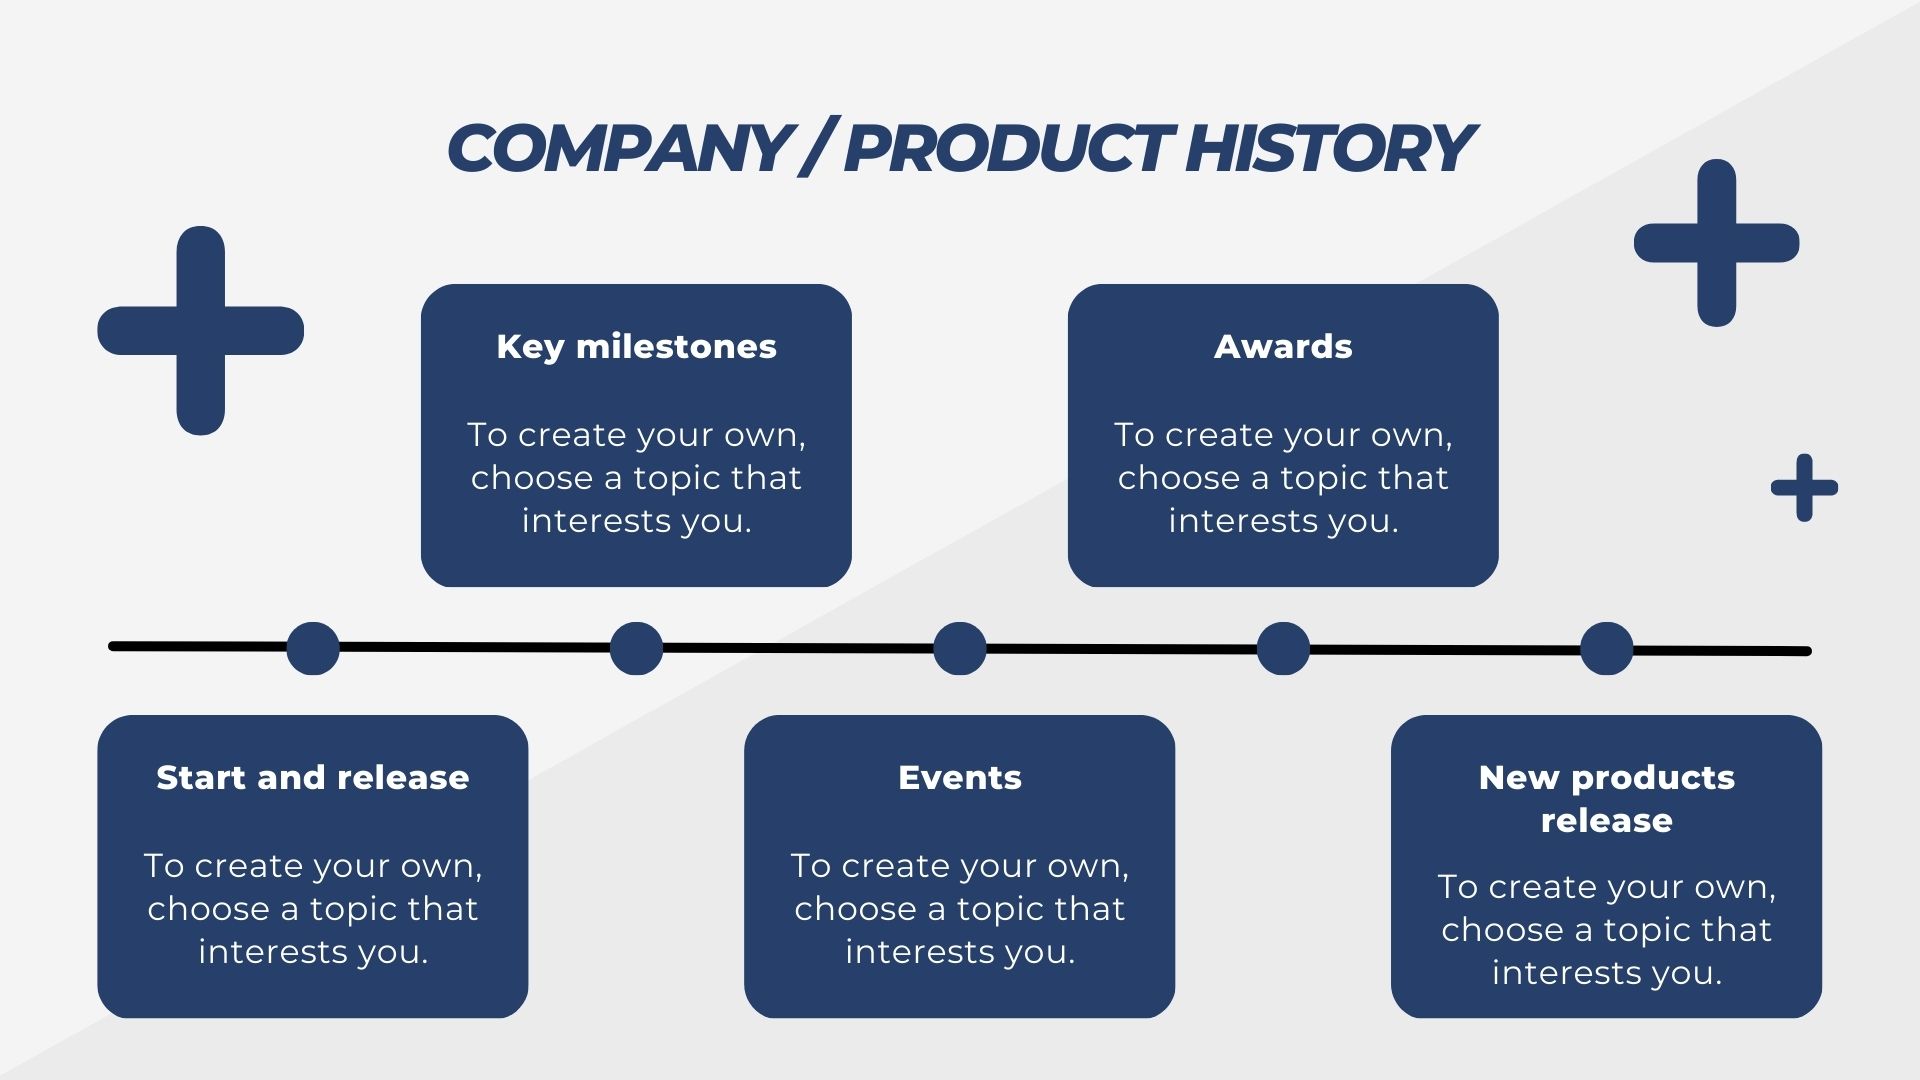 COMPANY / PRODUCT HISTORY
Key milestones
To create your own,
choose a topic that
interests you.
Awards
To create your own,
choose a topic that
interests you.
Start and release
To create your own,
choose a topic that
interests you.
Events
To create your own,
choose a topic that
interests you.
New products
release
To create your own,
choose a topic that
interests you.